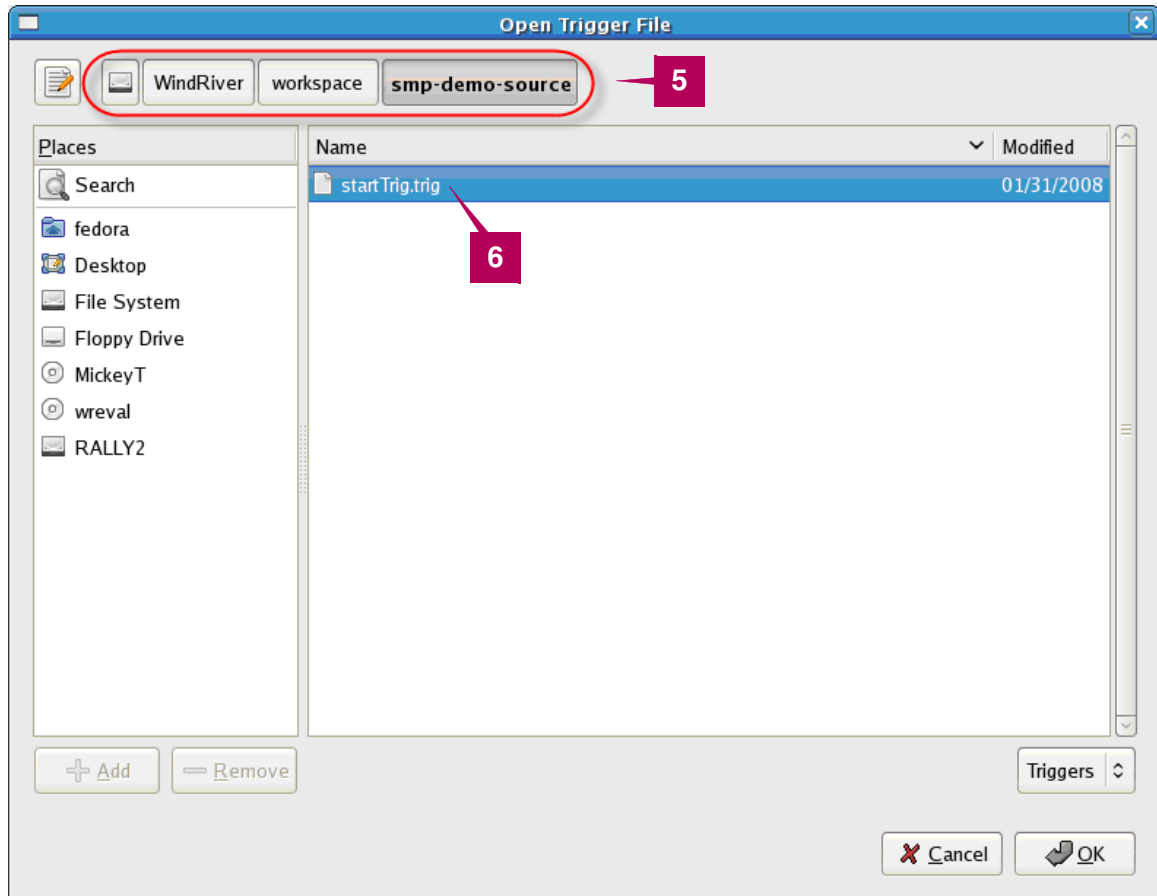 Open Trigger File
WindRiver workspace smp-demo-source
5
Places
Name Modified
Search
startTrig.trig 01/31/2008
6
fedora
Desktop
File System
Floppy Drive
MickeyT
wreval
RALLY2
Add Remove
Triggers
Cancel OK